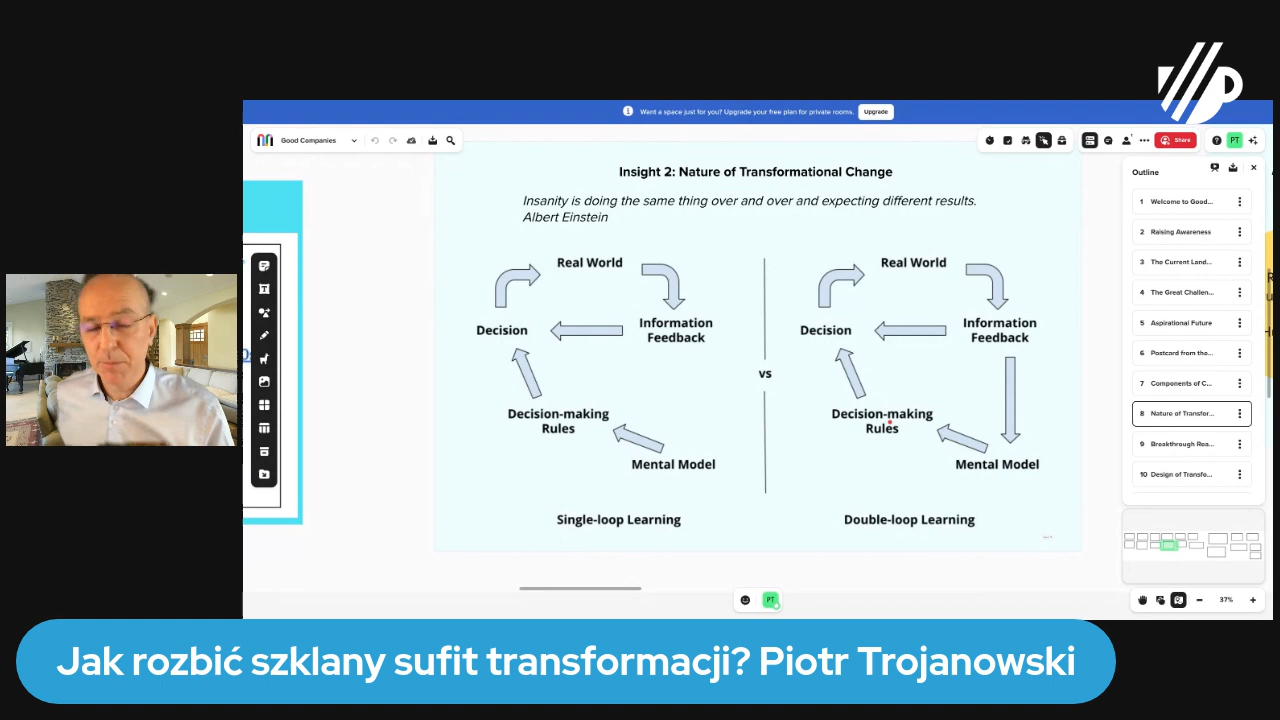 Want a space just for you? Upgrade your free plan for private rooms.
Upgrade
Good Companies
Share
PT
Insight 2: Nature of Transformational Change
Insanity is doing the same thing over and over and expecting different results.
Albert Einstein
Real World
Decision
Information
Feedback
Decision-making
Rules
Mental Model
Single-loop Learning
vs
Real World
Decision
Information
Feedback
Decision-making
Rules
Mental Model
Double-loop Learning
Outline
1 Welcome to Good...
2 Raising Awareness
3 The Current Land...
4 The Great Challen...
5 Aspirational Future
6 Postcard from the...
7 Components of C...
8 Nature of Transfor...
9 Breakthrough Rea...
10 Design of Transfo...
PT
37%
Jak rozbić szklany sufit transformacji? Piotr Trojanowski